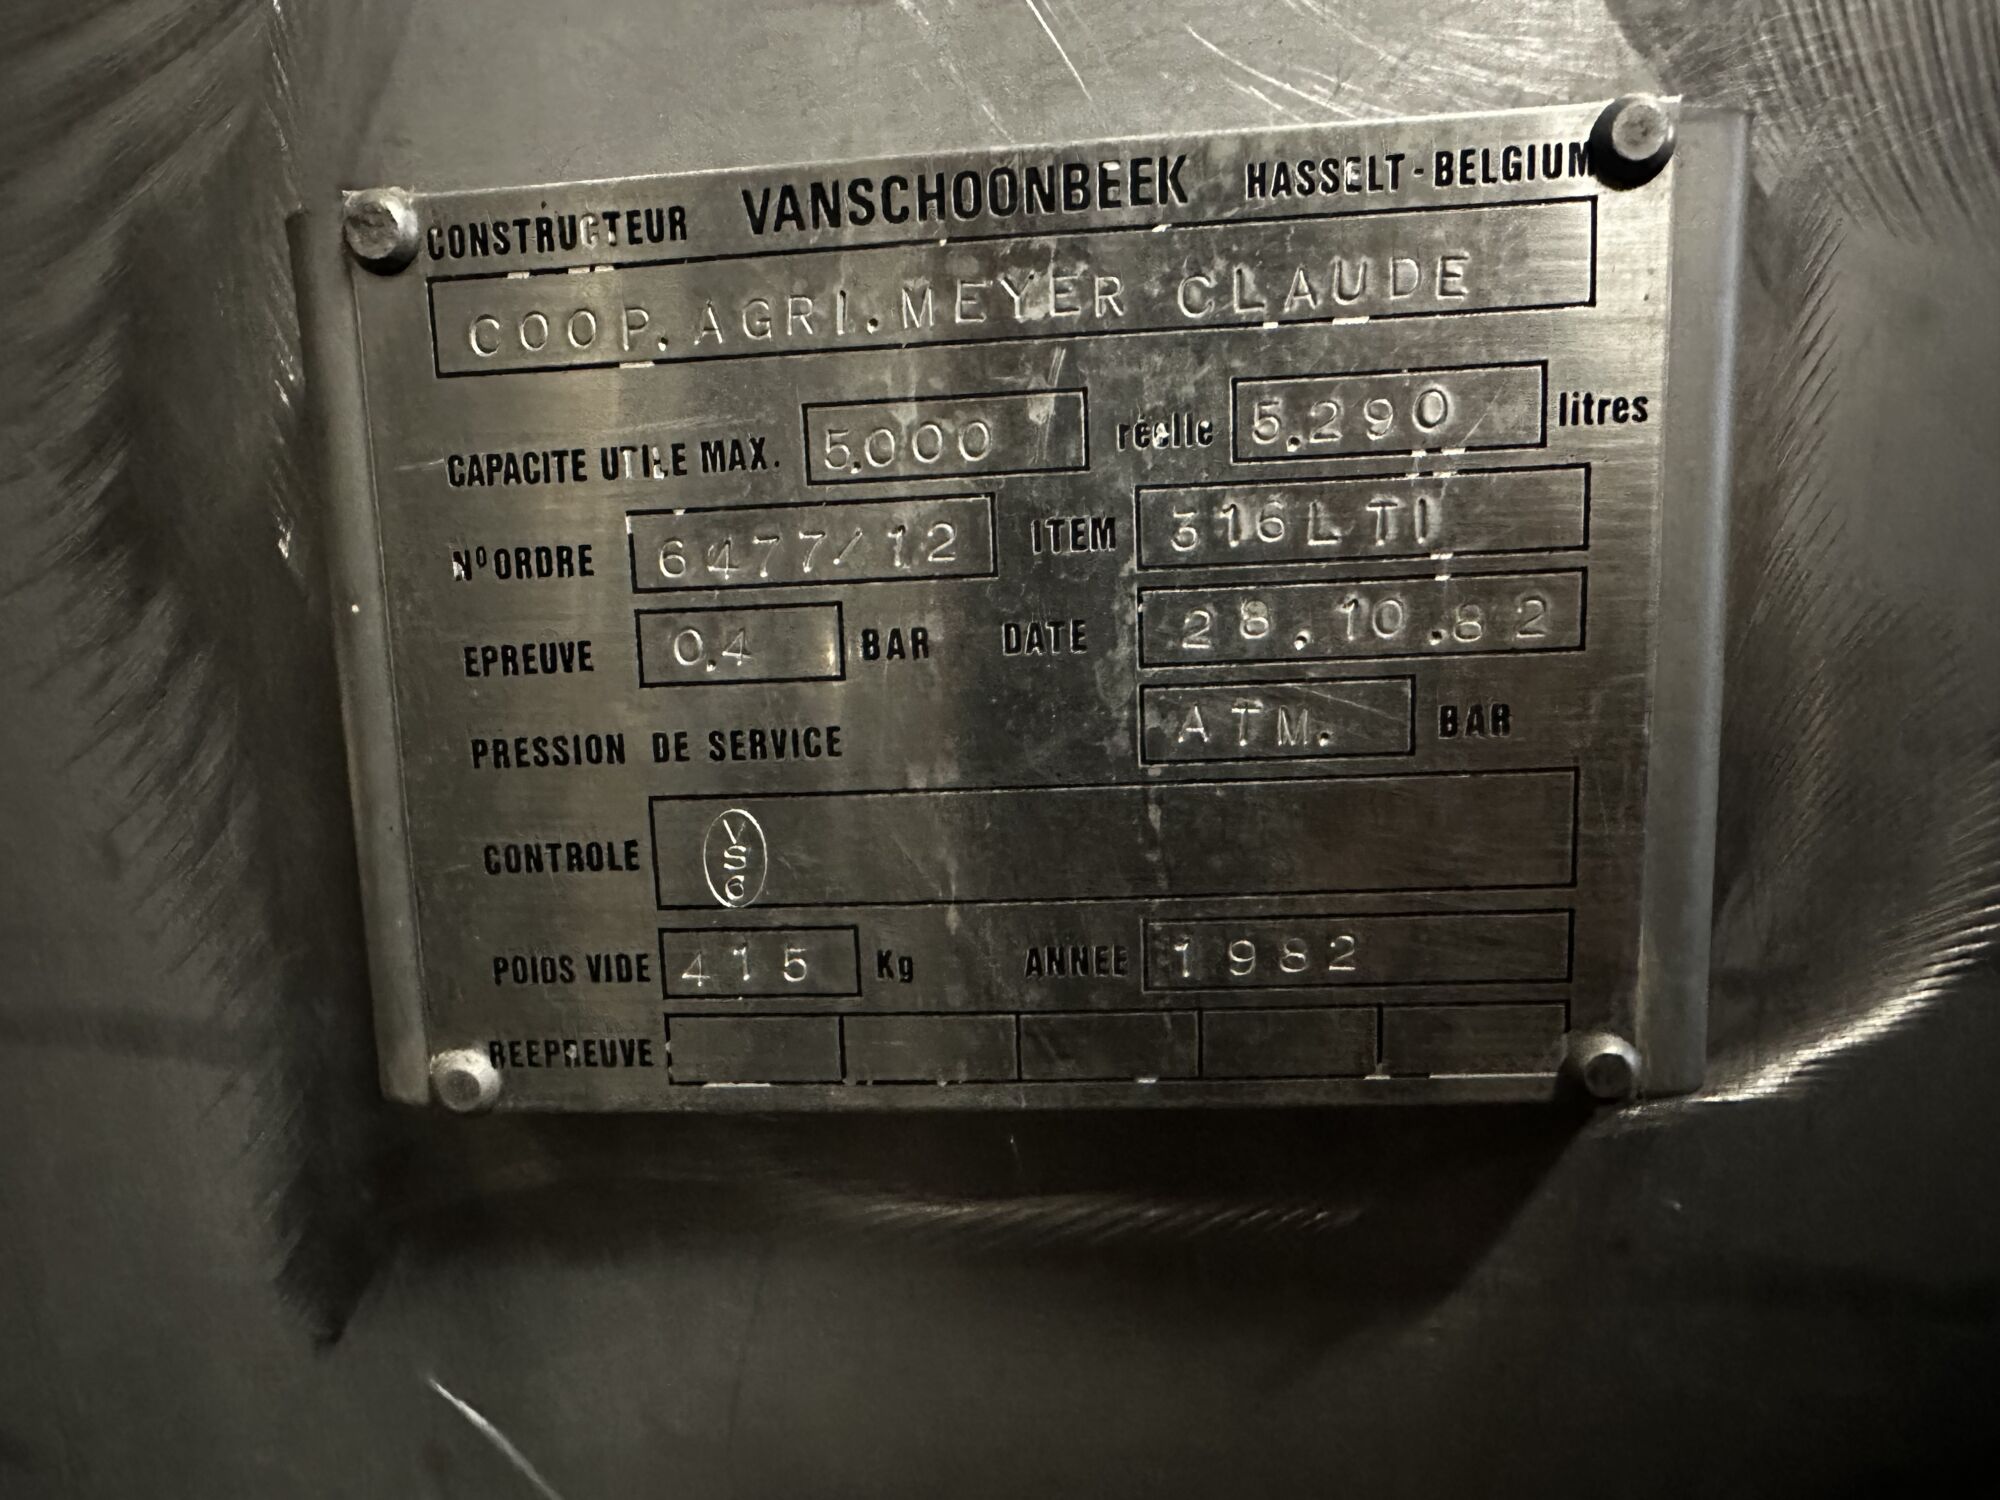 CONSTRUCTEUR VANSCHOONBEEK HASSELT-BELGIUM
COOP. AGRI. MEYER CLAUDE
CAPACITE UTILE MAX. 5.000 réelle 5.290 litres
N° ORDRE 6477/12 ITEM 316L TI
EPREUVE 0.4 BAR DATE 28.10.82
PRESSION DE SERVICE ATM. BAR
CONTROLE VS6
POIDS VIDE 415 Kg ANNEE 1982
REEPREUVE